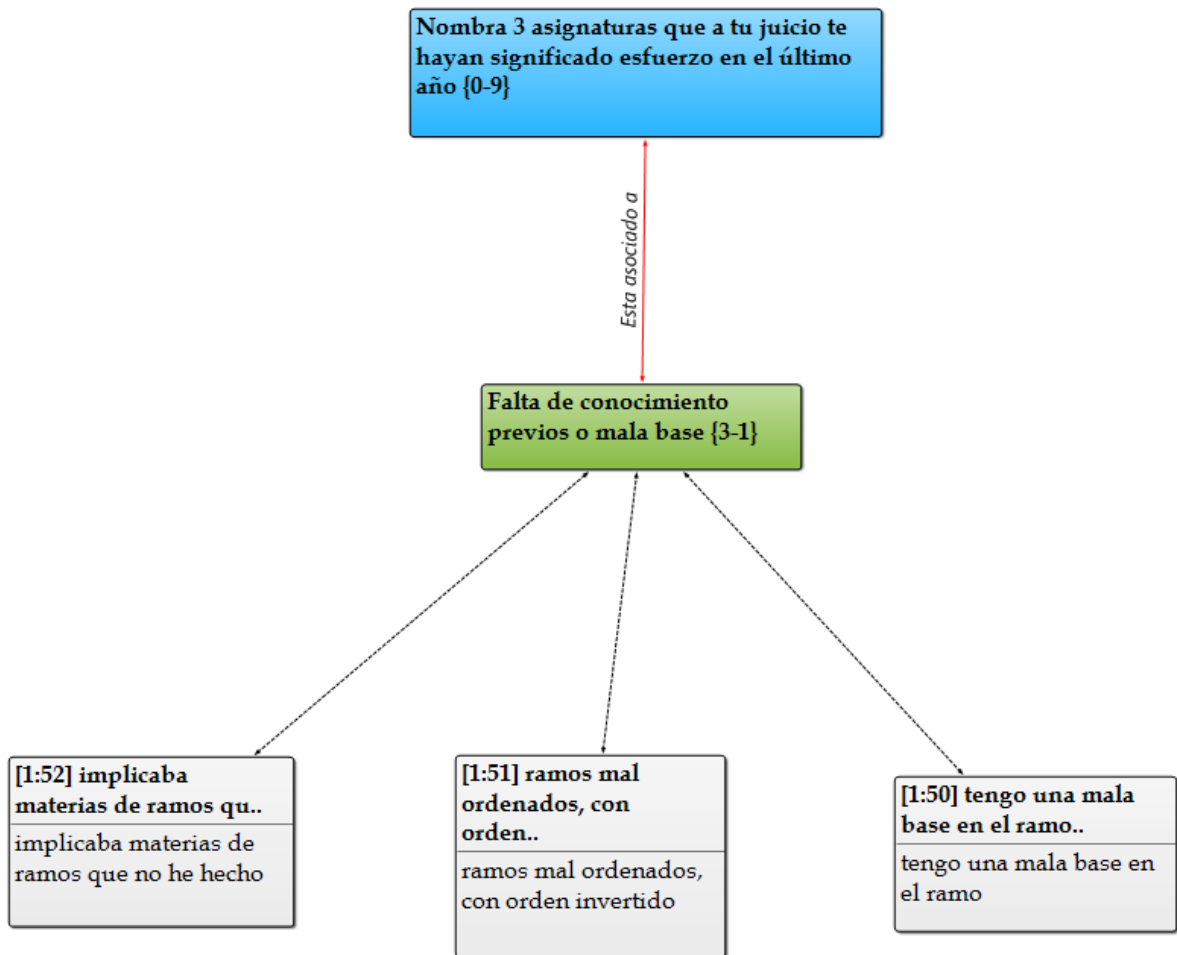 Nombra 3 asignaturas que a tu juicio te
hayan significado esfuerzo en el último
año {0-9}
Esta asociado a
Falta de conocimiento
previos o mala base {3-1}
[1:52] implicaba
materias de ramos qu..
implicaba materias de
ramos que no he hecho
[1:51] ramos mal
ordenados, con
orden..
ramos mal ordenados,
con orden invertido
[1:50] tengo una mala
base en el ramo..
tengo una mala base en
el ramo